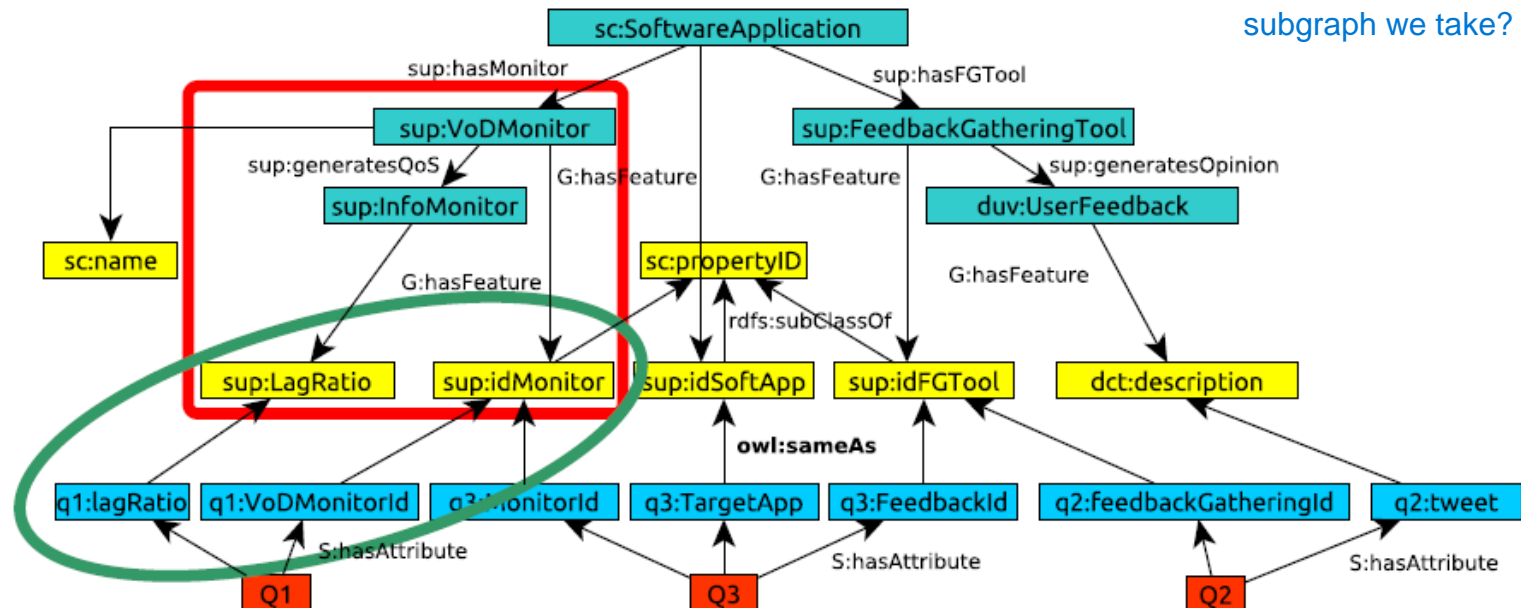 subgraph we take?
sc:SoftwareApplication
sup:hasMonitor
sup:hasFGTool
sup:VoDMonitor
sup:FeedbackGatheringTool
sup:generatesQoS
G:hasFeature
G:hasFeature
sup:generatesOpinion
sup:InfoMonitor
duv:UserFeedback
sc:name
sc:propertyID
G:hasFeature
G:hasFeature
rdfs:subClassOf
sup:LagRatio
sup:idMonitor
sup:idSoftApp
sup:idFGTool
dct:description
owl:sameAs
q1:lagRatio
q1:VoDMonitorId
q3:MonitorId
q3:TargetApp
q3:FeedbackId
q2:feedbackGatheringId
q2:tweet
S:hasAttribute
S:hasAttribute
S:hasAttribute
Q1
Q3
Q2